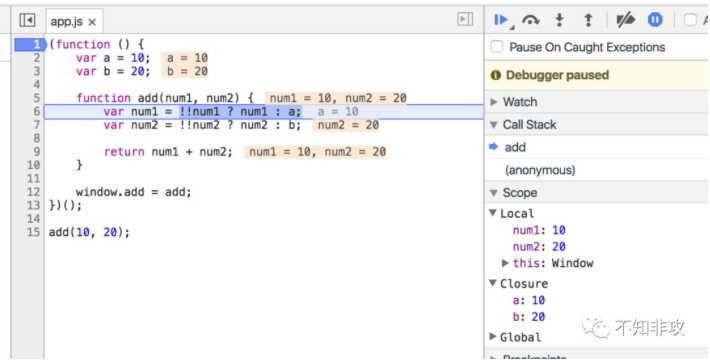 app.js ×
1 (function () {
2 var a = 10; a = 10
3 var b = 20; b = 20
4
5 function add(num1, num2) { num1 = 10, num2 = 20
6 var num1 = !!num1 ? num1 : a; a = 10
7 var num2 = !!num2 ? num2 : b; num2 = 20
8
9 return num1 + num2; num1 = 10, num2 = 20
10 }
11
12 window.add = add;
13 })();
14
15 add(10, 20);
Pause On Caught Exceptions
Debugger paused
Watch
Call Stack
add
(anonymous)
Scope
Local
num1: 10
num2: 20
this: Window
Closure
a: 10
b: 20
Global
Breakpoints
不知非攻